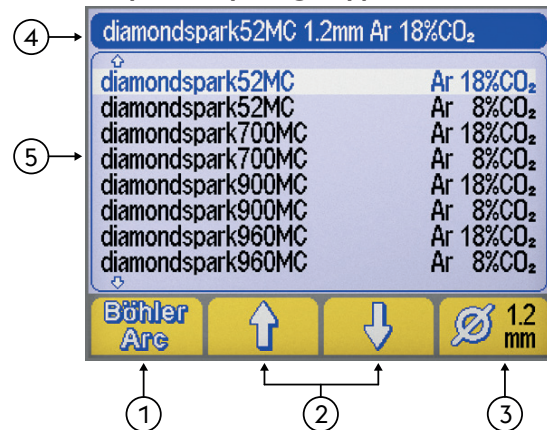 4
diamondspark52MC 1.2mm Ar 18%CO₂
5
diamondspark52MC Ar 18%CO₂
diamondspark52MC Ar 8%CO₂
diamondspark700MC Ar 18%CO₂
diamondspark700MC Ar 8%CO₂
diamondspark900MC Ar 18%CO₂
diamondspark900MC Ar 8%CO₂
diamondspark960MC Ar 18%CO₂
diamondspark960MC Ar 8%CO₂
Böhler
Arc
1.2
mm
1
2
3